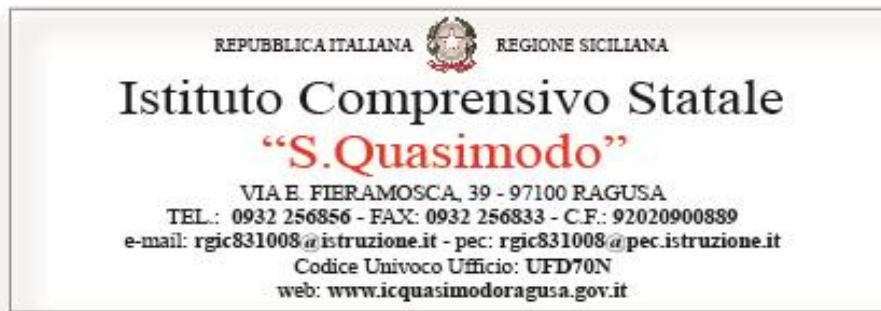 REPUBBLICA ITALIANA REGIONE SICILIANA
Istituto Comprensivo Statale
“S.Quasimodo”
VIA E. FIERAMOSCA, 39 - 97100 RAGUSA
TEL.: 0932 256856 - FAX: 0932 256833 - C.F.: 92020900889
e-mail: rgic831008@istruzione.it - pec: rgic831008@pec.istruzione.it
Codice Univoco Ufficio: UFD70N
web: www.icquasimodoragusa.gov.it